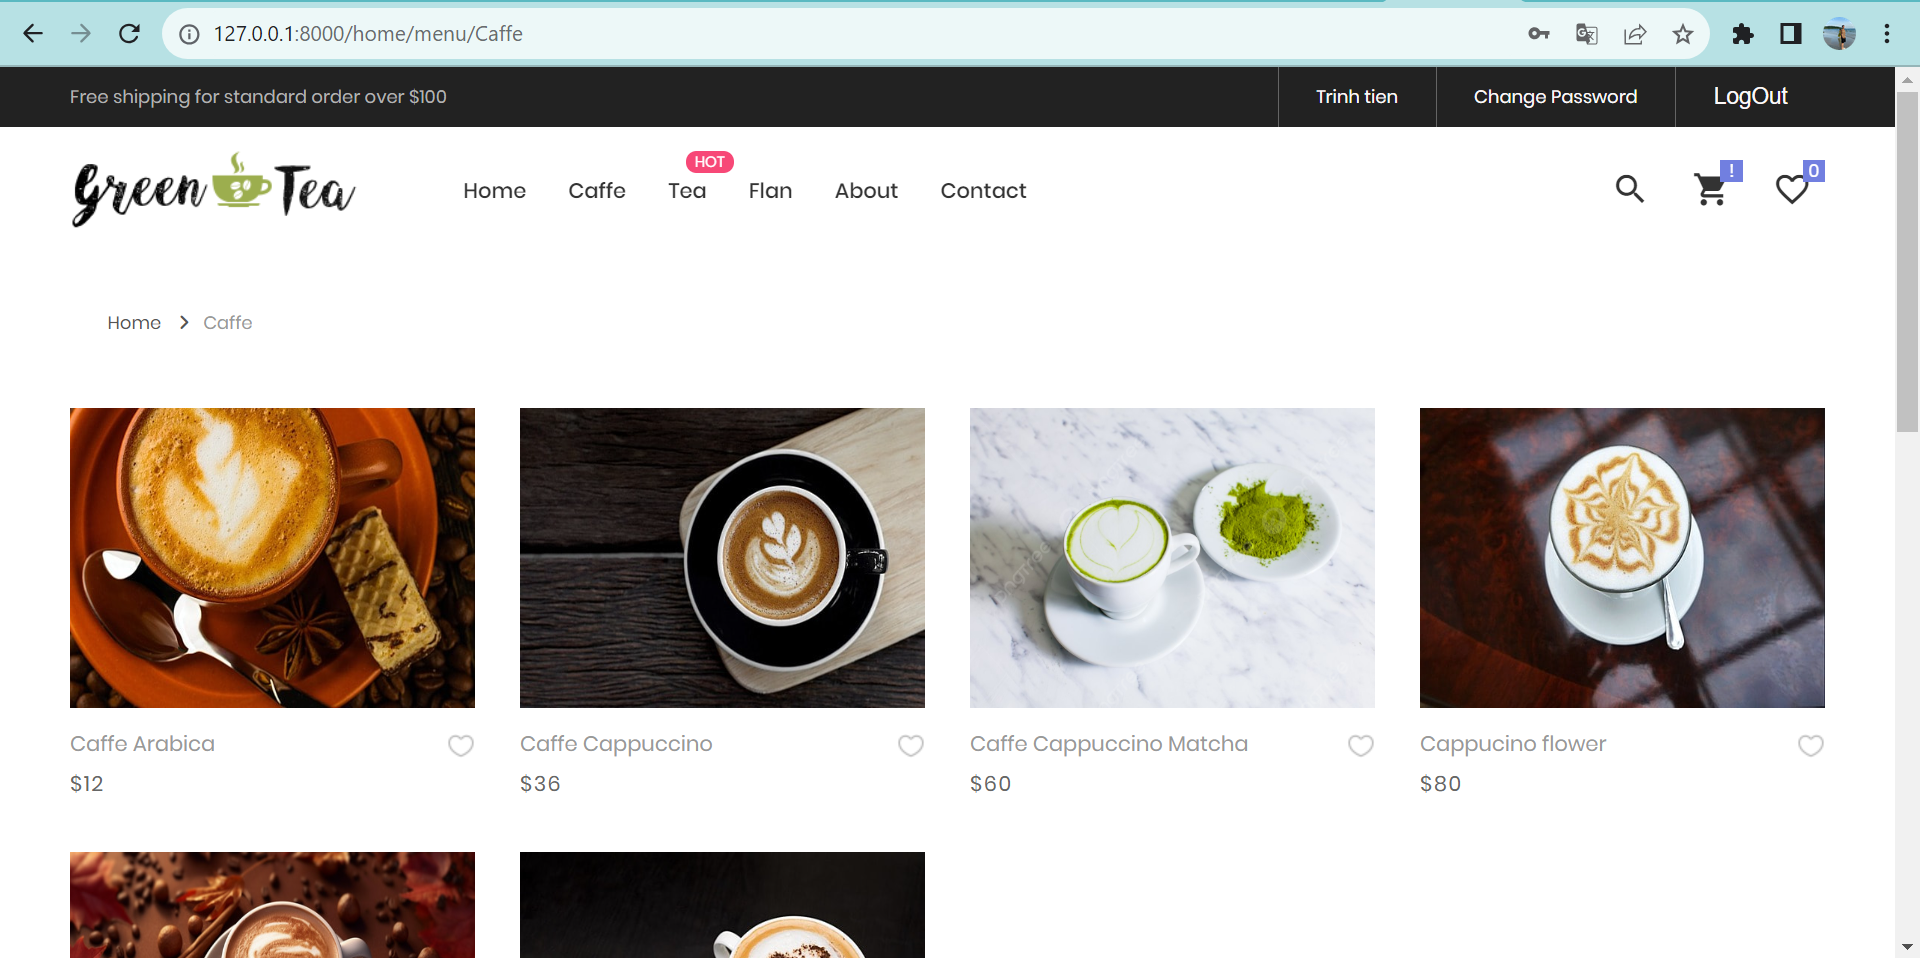 127.0.0.1:8000/home/menu/Caffe
Free shipping for standard order over $100
Trinh tien
Change Password
LogOut
Green Tea
Home
Caffe
Tea
HOT
Flan
About
Contact
!
0
Home > Caffe
Caffe Arabica
$12
Caffe Cappuccino
$36
Caffe Cappuccino Matcha
$60
Cappucino flower
$80